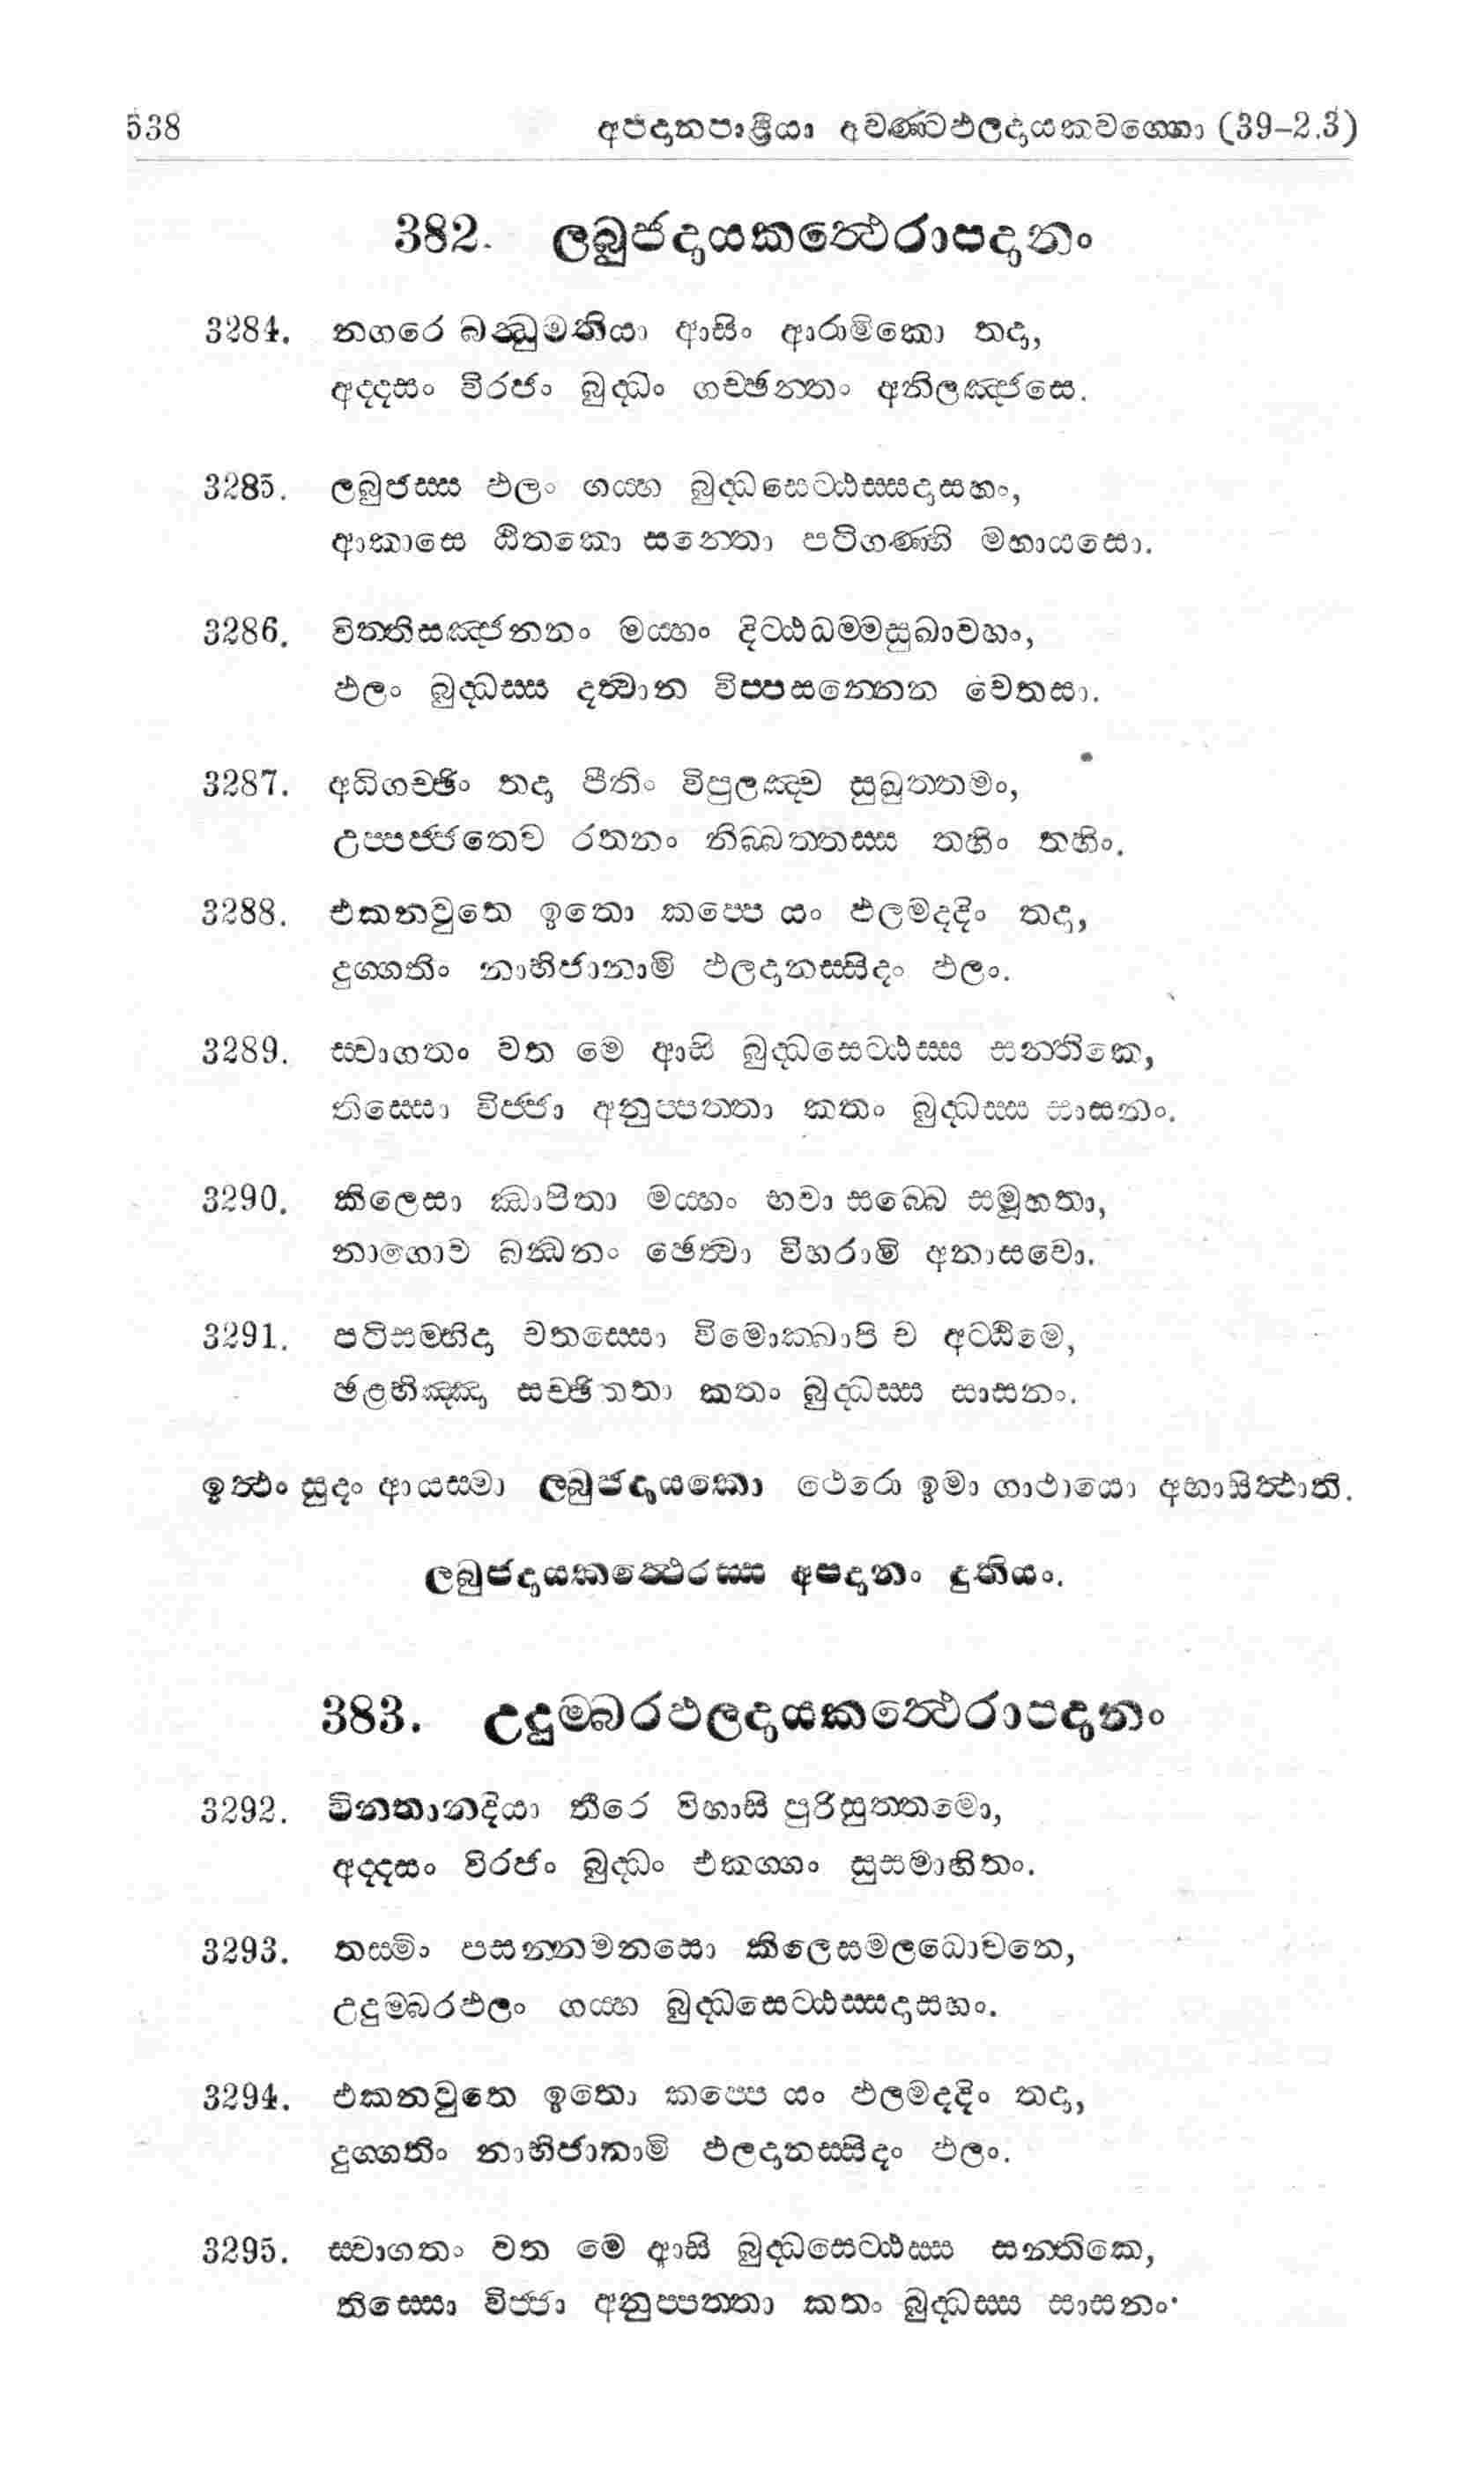 538 අපදානපාළියා අවණ්ටඵලදායකවග්ගො (39-2.3)
382. ලබුජදායකත්ථෙරාපදානං
3284. නගරෙ බන්ධුමතියා ආසිං ආරාමිකො තදා,
අද්දසං විරජං බුද්ධං ගච්ඡන්තං අනිලඤ්ජසෙ.
3285. ලබුජස්ස ඵලං ගය්හ බුද්ධසෙට්ඨස්සදාසහං,
ආකාසෙ ඨිතකො සන්තො පටිගණ්හි මහායසො.
3286. විත්තිසඤ්ජනනං මය්හං දිට්ඨධම්මසුඛාවහං,
ඵලං බුද්ධස්ස දත්වාන විප්පසන්නෙන චෙතසා.
3287. අධිගච්ඡිං තදා පීතිං විපුලඤ්ච සුඛුත්තමං,
උප්පජ්ජතෙව රතනං නිබ්බත්තස්ස තහිං තහිං.
3288. එකනවුතෙ ඉතො කප්පෙ යං ඵලමදදිං තදා,
දුග්ගතිං නාභිජානාමි ඵලදානස්සිදං ඵලං.
3289. ස්වාගතං වත මෙ ආසි බුද්ධසෙට්ඨස්ස සන්තිකෙ,
තිස්සො විජ්ජා අනුප්පත්තා කතං බුද්ධස්ස සාසනං.
3290. කිලෙසා ඣාපිතා මය්හං භවා සබ්බෙ සමූහතා,
නාගොව බන්ධනං ඡෙත්වා විහරාමි අනාසවො.
3291. පටිසම්භිදා චතස්සො විමොක්ඛාපි ච අට්ඨිමෙ,
ඡළභිඤ්ඤා සච්ඡිකතා කතං බුද්ධස්ස සාසනං.
ඉත්ථං සුදං ආයස්මා ලබුජදායකො ථෙරො ඉමා ගාථායො අභාසිත්ථාති.
ලබුජදායකත්ථෙරස්ස අපදානං දුතියං.
383. උදුම්බරඵලදායකත්ථෙරාපදානං
3292. විනතානදියා තීරෙ විහාසි පුරිසුත්තමො,
අද්දසං විරජං බුද්ධං එකග්ගං සුසමාහිතං.
3293. තස්මිං පසන්නමනසො කිලෙසමලධොවනෙ,
උදුම්බරඵලං ගය්හ බුද්ධසෙට්ඨස්සදාසහං.
3294. එකනවුතෙ ඉතො කප්පෙ යං ඵලමදදිං තදා,
දුග්ගතිං නාභිජානාමි ඵලදානස්සිදං ඵලං.
3295. ස්වාගතං වත මෙ ආසි බුද්ධසෙට්ඨස්ස සන්තිකෙ,
තිස්සො විජ්ජා අනුප්පත්තා කතං බුද්ධස්ස සාසනං.